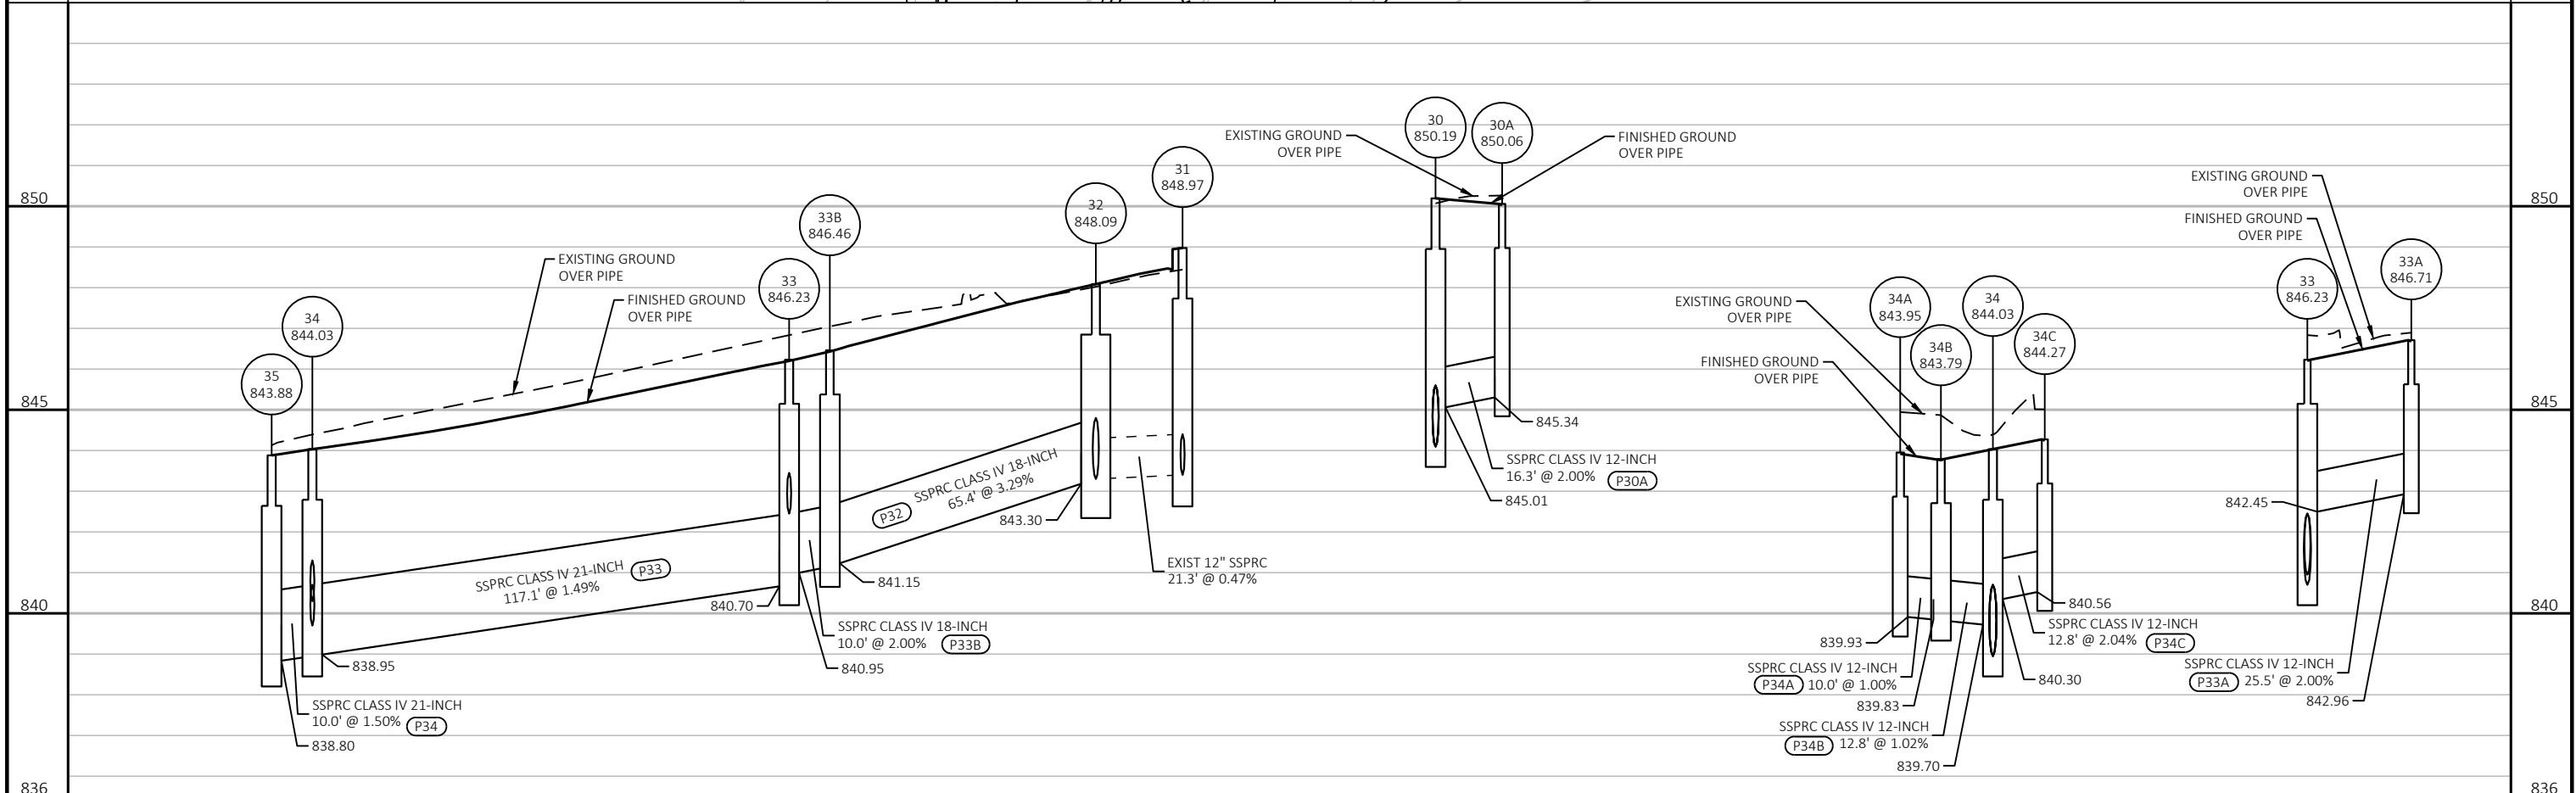 850
845
840
836
35
843.88
34
844.03
EXISTING GROUND
OVER PIPE
FINISHED GROUND
OVER PIPE
33
846.23
33B
846.46
32
848.09
31
848.97
SSPRC CLASS IV 21-INCH
117.1' @ 1.49%
P33
P32
SSPRC CLASS IV 18-INCH
65.4' @ 3.29%
843.30
EXIST 12" SSPRC
21.3' @ 0.47%
841.15
840.70
SSPRC CLASS IV 18-INCH
10.0' @ 2.00%
P33B
840.95
838.95
SSPRC CLASS IV 21-INCH
10.0' @ 1.50%
P34
838.80
EXISTING GROUND
OVER PIPE
30
850.19
30A
850.06
FINISHED GROUND
OVER PIPE
845.34
SSPRC CLASS IV 12-INCH
16.3' @ 2.00%
P30A
845.01
EXISTING GROUND
OVER PIPE
FINISHED GROUND
OVER PIPE
34A
843.95
34B
843.79
34
844.03
34C
844.27
839.93
SSPRC CLASS IV 12-INCH
P34A 10.0' @ 1.00%
839.83
SSPRC CLASS IV 12-INCH
P34B 12.8' @ 1.02%
839.70
840.56
SSPRC CLASS IV 12-INCH
12.8' @ 2.04%
P34C
840.30
EXISTING GROUND
OVER PIPE
FINISHED GROUND
OVER PIPE
33
846.23
33A
846.71
842.45
SSPRC CLASS IV 12-INCH
P33A 25.5' @ 2.00%
842.96
850
845
840
836